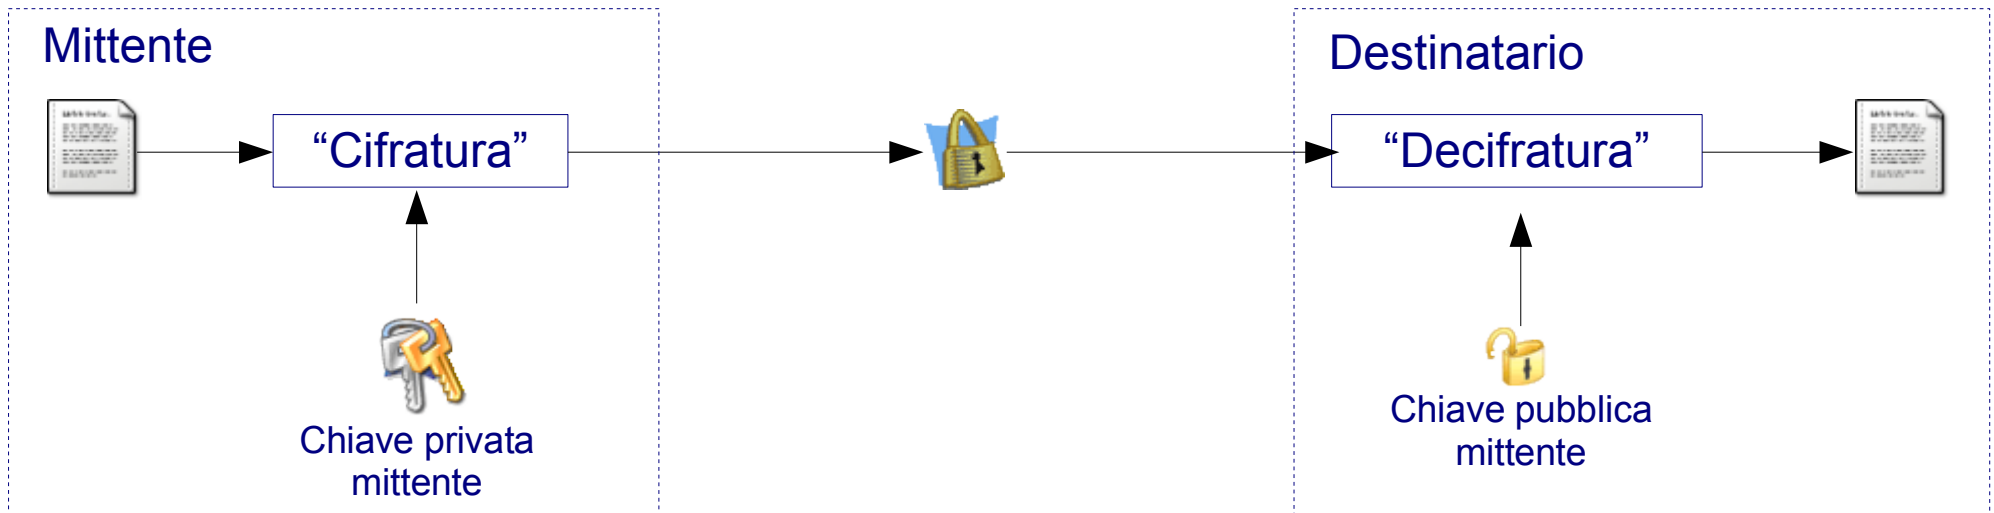 Mittente
Destinatario
“Cifratura”
“Decifratura”
Chiave privata
mittente
Chiave pubblica
mittente